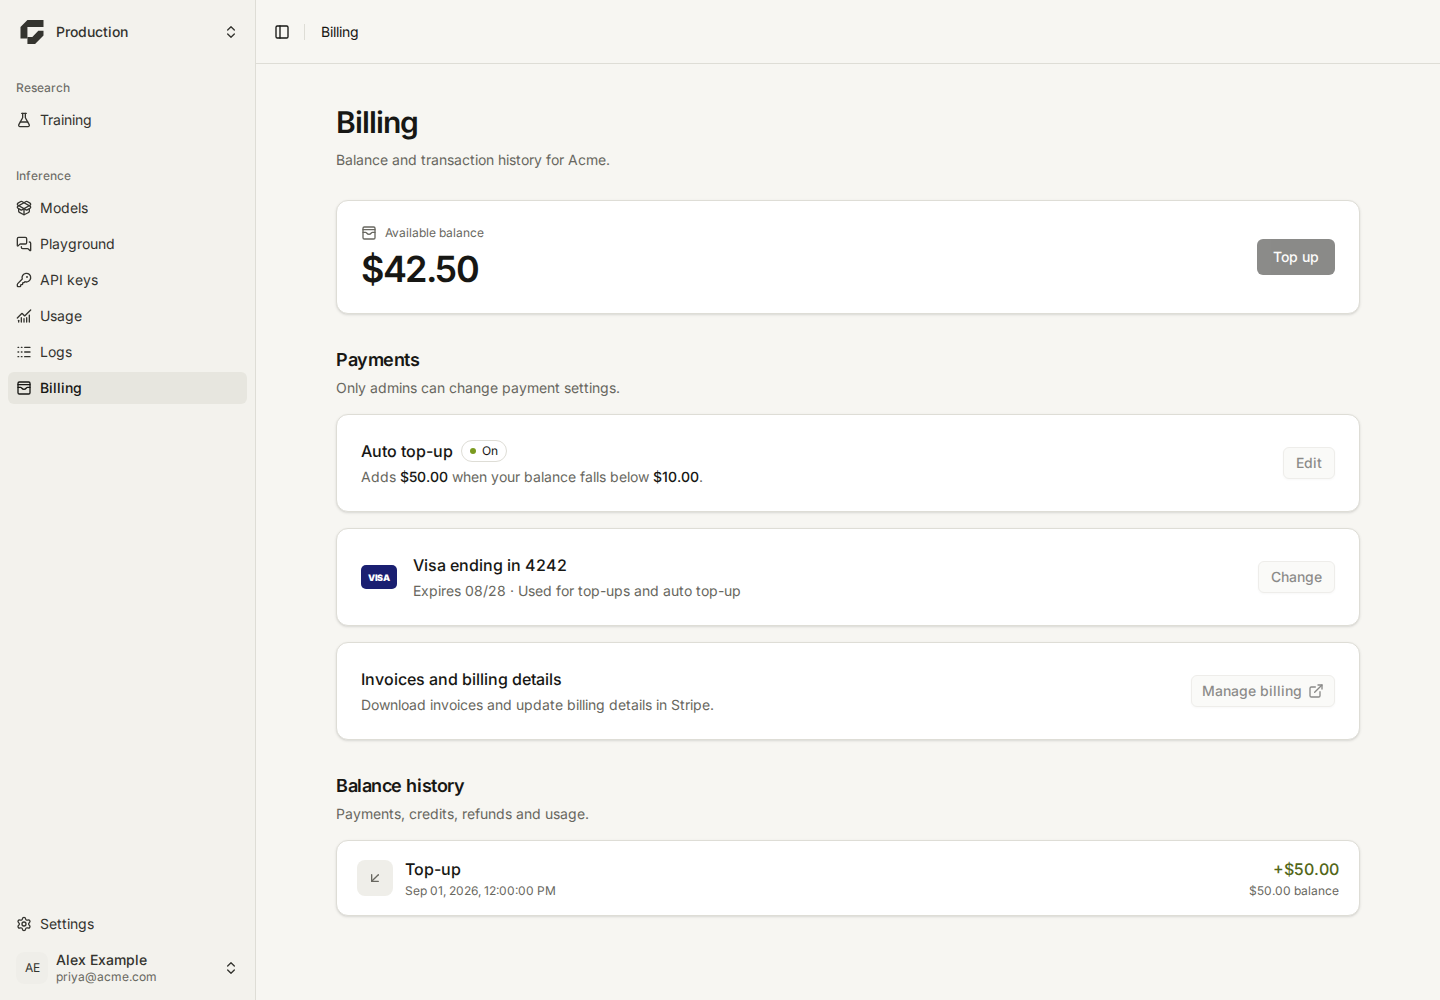 Production
Billing
Research
Training
Inference
Models
Playground
API keys
Usage
Logs
Billing
Settings
AE
Alex Example
priya@acme.com
Billing
Balance and transaction history for Acme.
Available balance
$42.50
Top up
Payments
Only admins can change payment settings.
Auto top-up
On
Adds $50.00 when your balance falls below $10.00.
Edit
VISA
Visa ending in 4242
Expires 08/28 · Used for top-ups and auto top-up
Change
Invoices and billing details
Download invoices and update billing details in Stripe.
Manage billing
Balance history
Payments, credits, refunds and usage.
Top-up
+$50.00
Sep 01, 2026, 12:00:00 PM
$50.00 balance